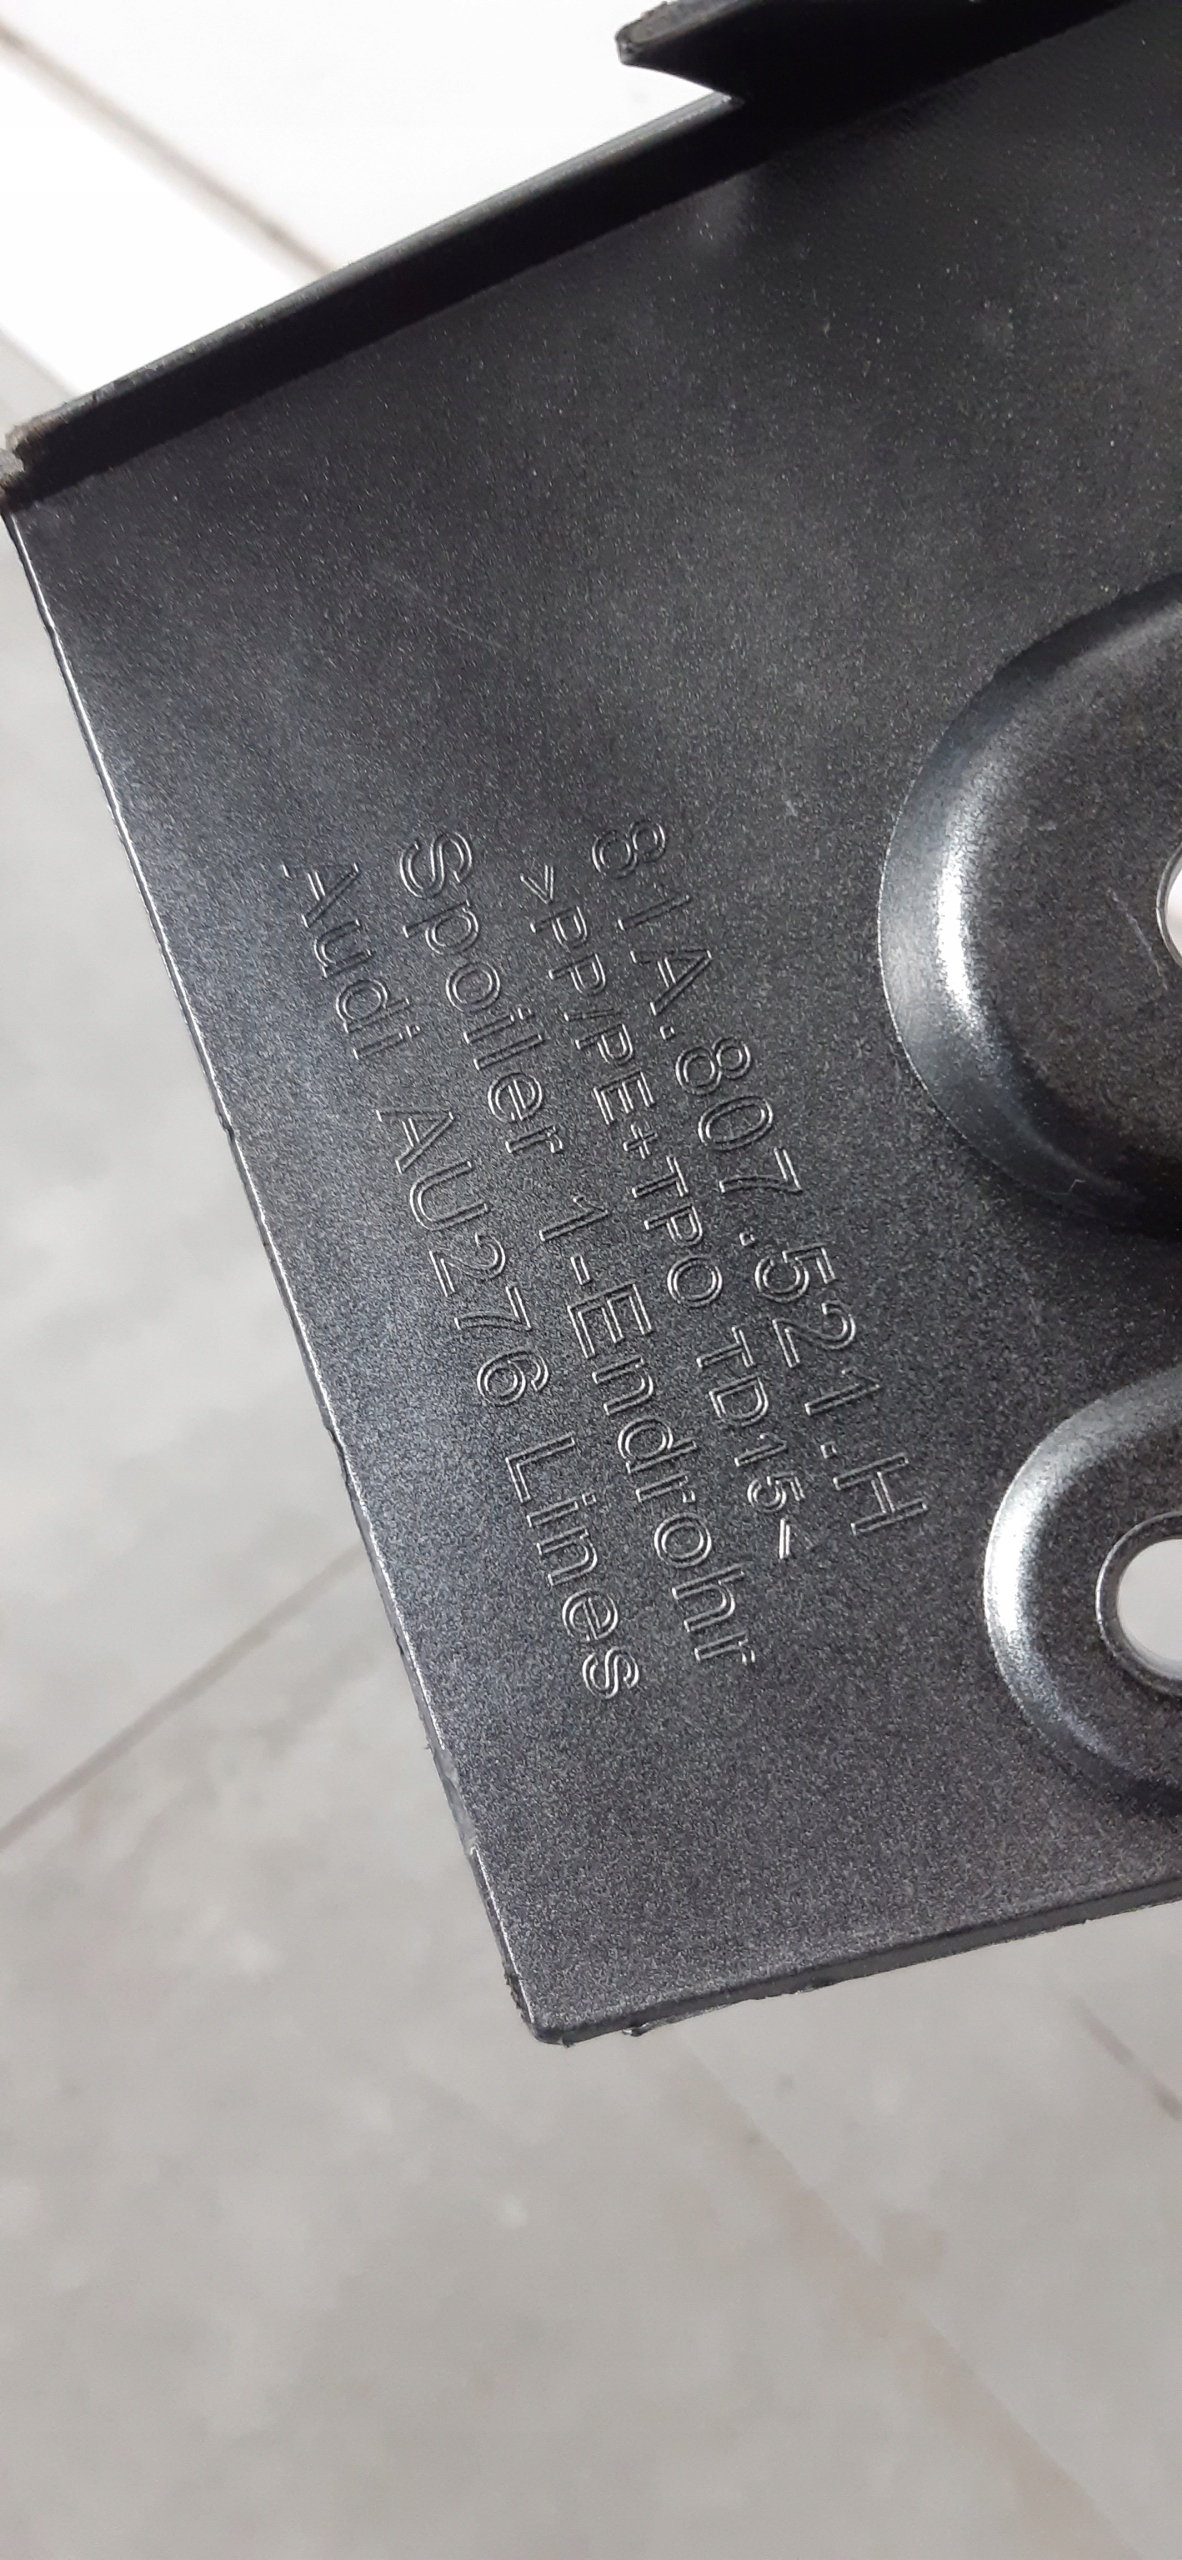 81A.807.521.H
>PP/PE+TPO TD15<
Spoiler 1-Endrohr
Audi AU276 Lines